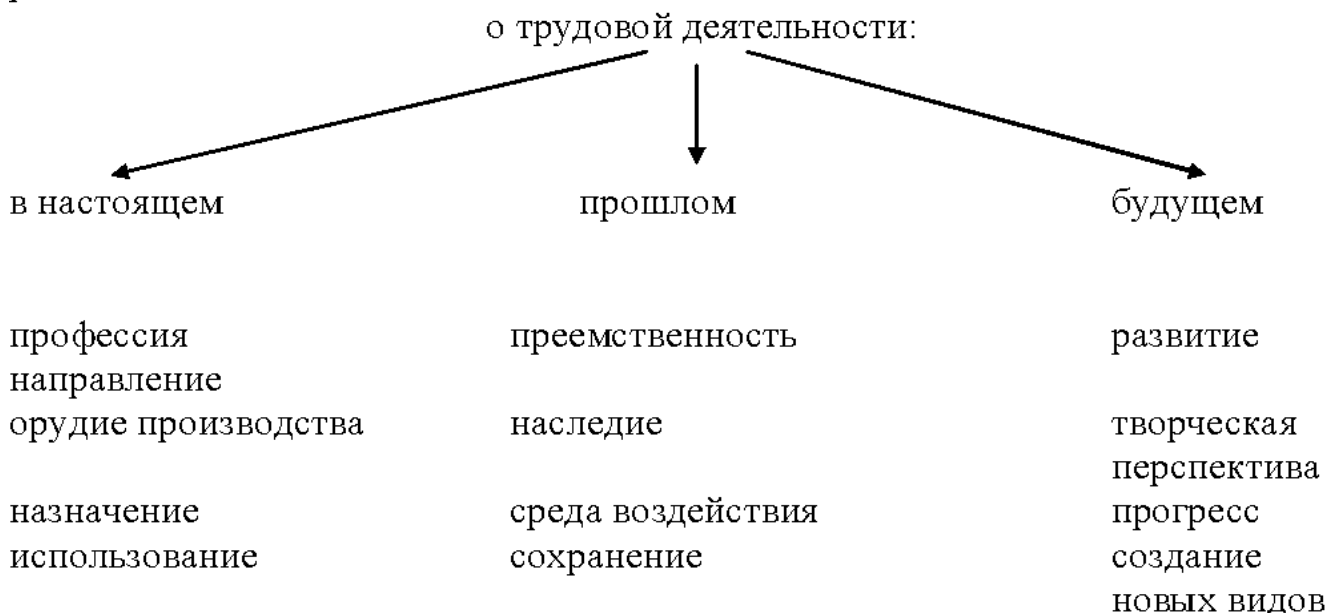 о трудовой деятельности:
в настоящем прошлом будущем
профессия преемственность развитие
направление
орудие производства наследие творческая
перспектива
назначение среда воздействия прогресс
использование сохранение создание
новых видов